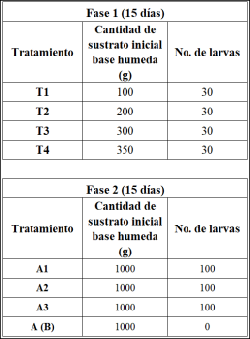 Fase 1 (15 días)
Tratamiento
Cantidad de
sustrato inicial
base humeda
(g)
No. de larvas
T1 100 30
T2 200 30
T3 300 30
T4 350 30
Fase 2 (15 días)
Tratamiento
Cantidad de
sustrato inicial
base humeda
(g)
No. de larvas
A1 1000 100
A2 1000 100
A3 1000 100
A (B) 1000 0